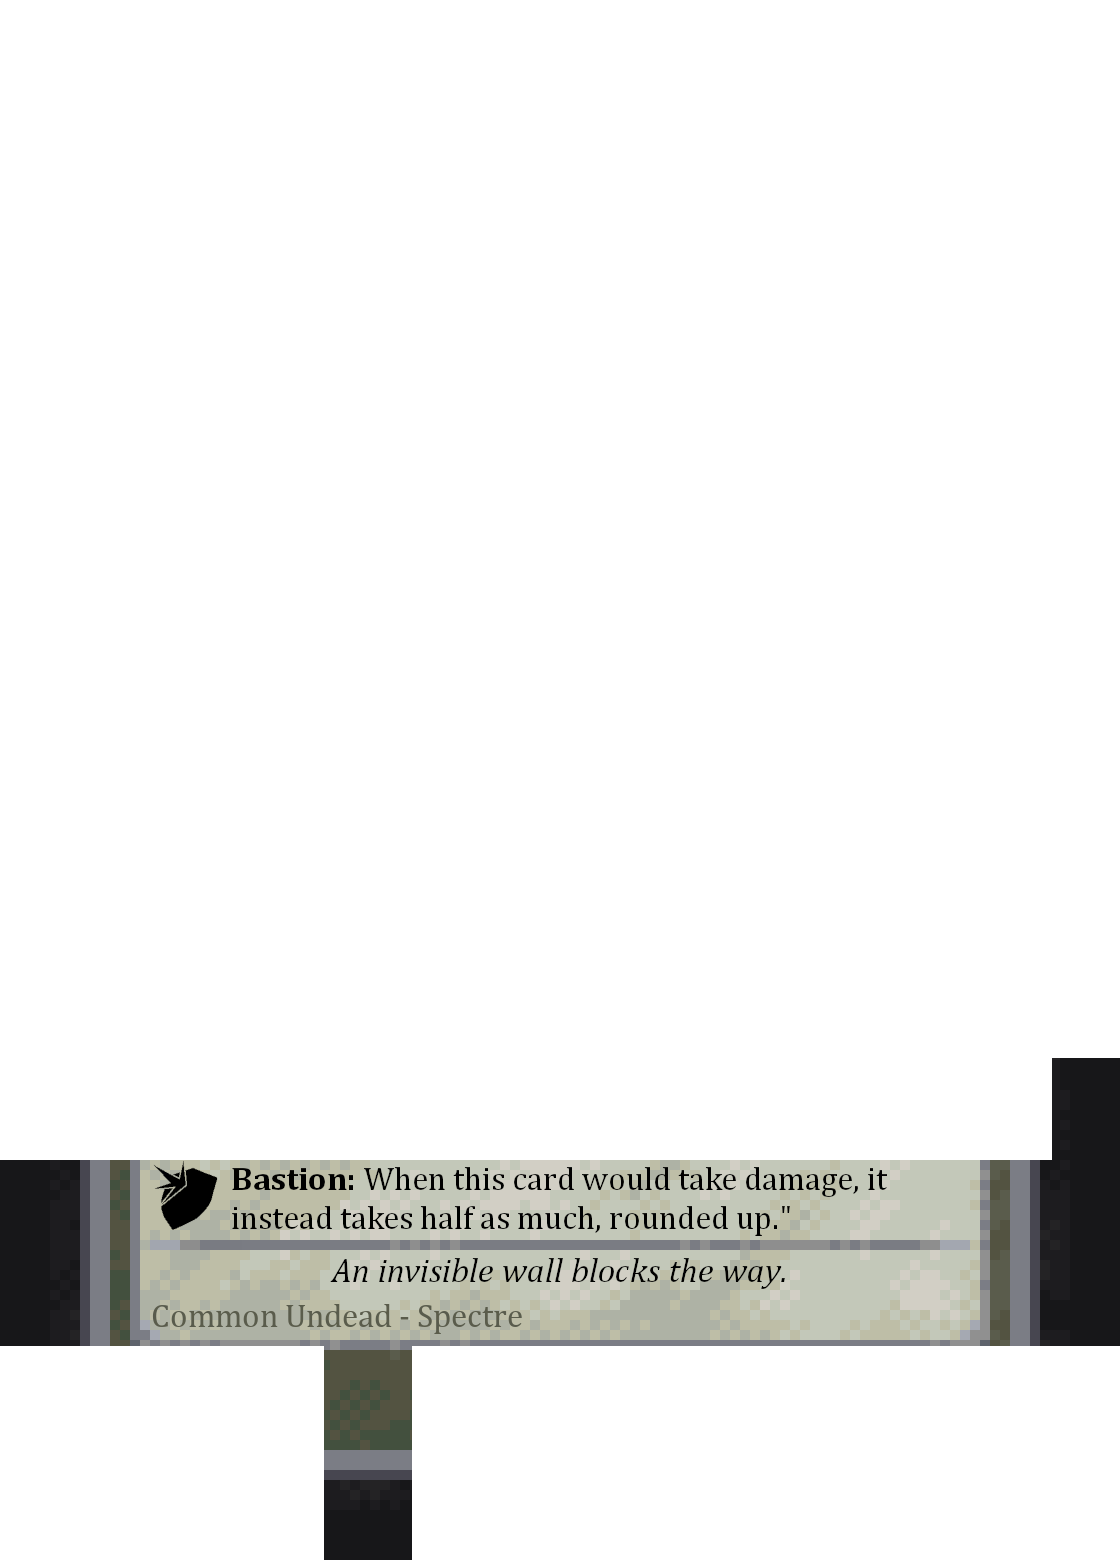 Bastion: When this card would take damage, it
instead takes half as much, rounded up."
An invisible wall blocks the way.
Common Undead - Spectre